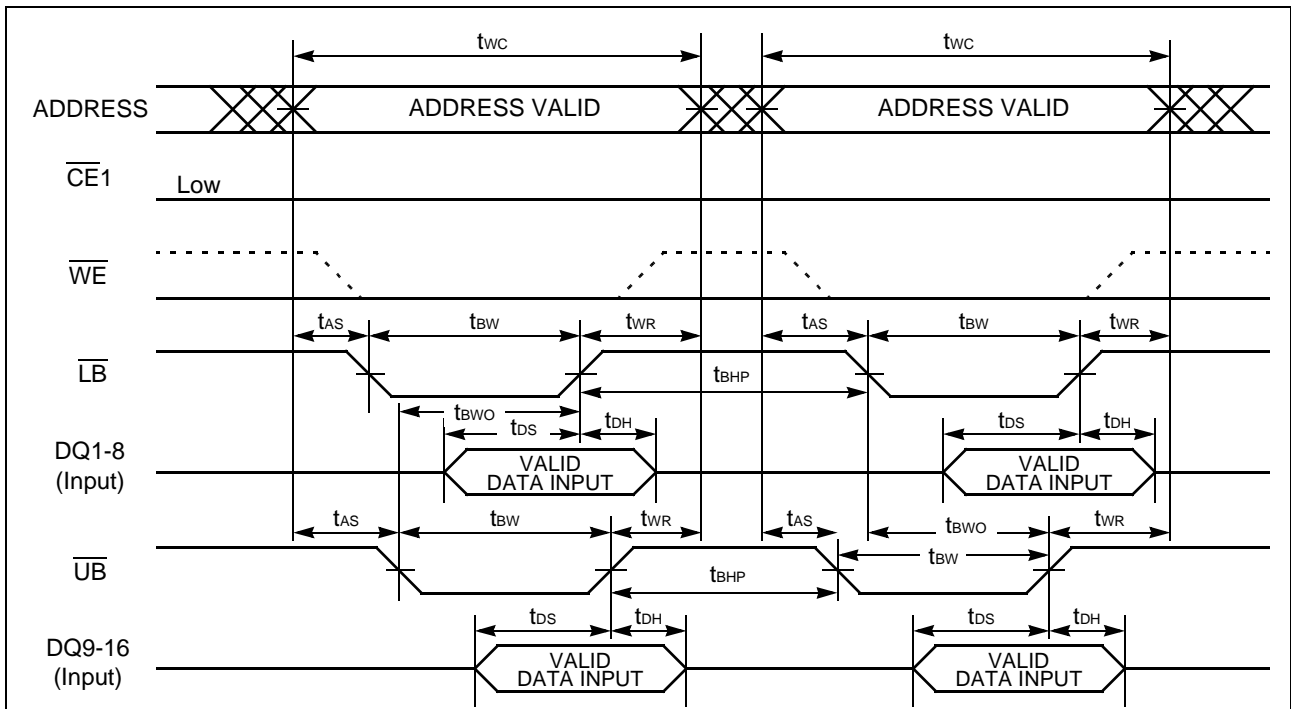 tWC tWC
ADDRESS ADDRESS VALID ADDRESS VALID
CE1 Low
WE
tAS tBW tWR tAS tBW tWR
LB
tBHP
tBWO
tDS tDH tDS tDH
DQ1-8
(Input)
VALID
DATA INPUT
VALID
DATA INPUT
tAS tBW tWR tAS tBWO tWR
UB
tBW
tBHP
tDS tDH tDS tDH
DQ9-16
(Input)
VALID
DATA INPUT
VALID
DATA INPUT